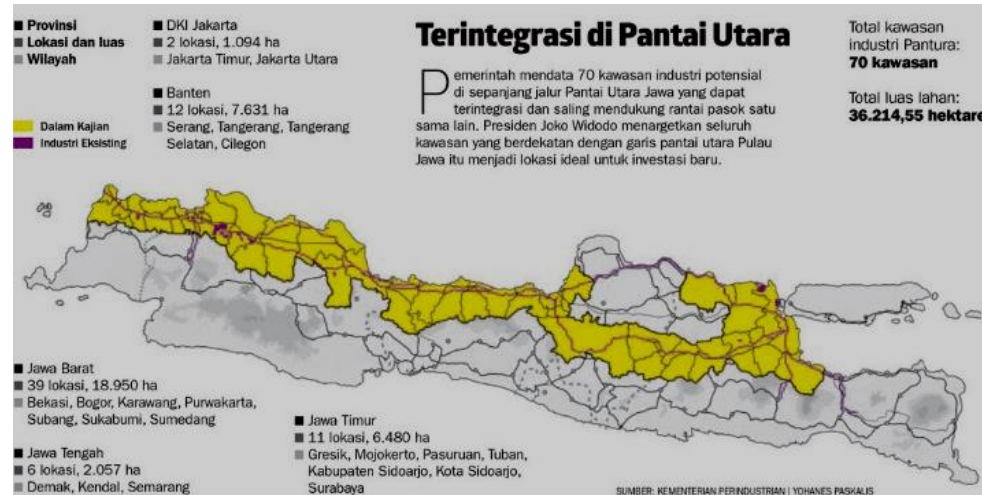 Provinsi
Lokasi dan luas
Wilayah
Dalam Kajian
Industri Eksisting
DKI Jakarta
2 lokasi, 1.094 ha
Jakarta Timur, Jakarta Utara
Banten
12 lokasi, 7.631 ha
Serang, Tangerang, Tangerang
Selatan, Cilegon
Terintegrasi di Pantai Utara
Pemerintah mendata 70 kawasan industri potensial
di sepanjang jalur Pantai Utara Jawa yang dapat
terintegrasi dan saling mendukung rantai pasok satu
sama lain. Presiden Joko Widodo menargetkan seluruh
kawasan yang berdekatan dengan garis pantai utara Pulau
Jawa itu menjadi lokasi ideal untuk investasi baru.
Total kawasan
industri Pantura:
70 kawasan
Total luas lahan:
36.214,55 hektare
Jawa Barat
39 lokasi, 18.950 ha
Bekasi, Bogor, Karawang, Purwakarta,
Subang, Sukabumi, Sumedang
Jawa Tengah
6 lokasi, 2.057 ha
Demak, Kendal, Semarang
Jawa Timur
11 lokasi, 6.480 ha
Gresik, Mojokerto, Pasuruan, Tuban,
Kabupaten Sidoarjo, Kota Sidoarjo,
Surabaya
SUMBER: KEMENTERIAN PERINDUSTRIAN | YOHANES PASKALIS